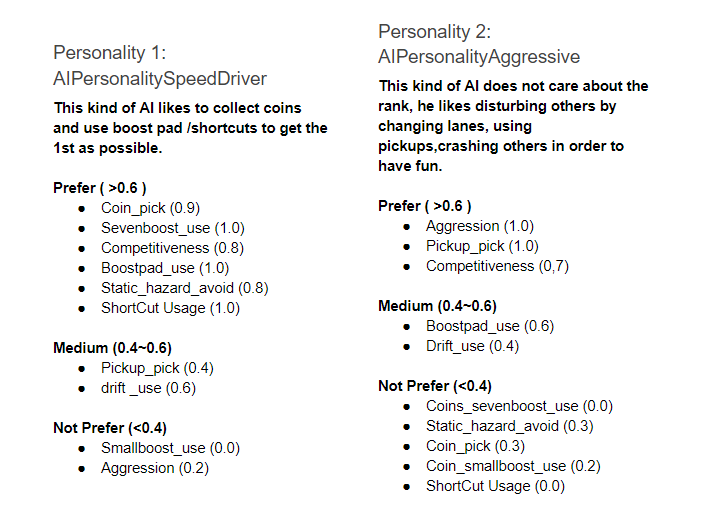 Personality 1:
AIPersonalitySpeedDriver
This kind of AI likes to collect coins
and use boost pad /shortcuts to get the
1st as possible.
Prefer ( >0.6 )
● Coin_pick (0.9)
● Sevenboost_use (1.0)
● Competitiveness (0.8)
● Boostpad_use (1.0)
● Static_hazard_avoid (0.8)
● ShortCut Usage (1.0)
Medium (0.4~0.6)
● Pickup_pick (0.4)
● drift _use (0.6)
Not Prefer (<0.4)
● Smallboost_use (0.0)
● Aggression (0.2)
Personality 2:
AIPersonalityAggressive
This kind of AI does not care about the
rank, he likes disturbing others by
changing lanes, using
pickups,crashing others in order to
have fun.
Prefer ( >0.6 )
● Aggression (1.0)
● Pickup_pick (1.0)
● Competitiveness (0,7)
Medium (0.4~0.6)
● Boostpad_use (0.6)
● Drift_use (0.4)
Not Prefer (<0.4)
● Coins_sevenboost_use (0.0)
● Static_hazard_avoid (0.3)
● Coin_pick (0.3)
● Coin_smallboost_use (0.2)
● ShortCut Usage (0.0)